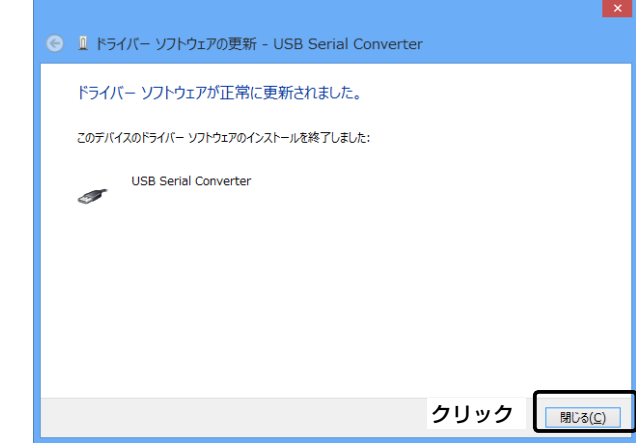 ドライバー ソフトウェアの更新 - USB Serial Converter
ドライバー ソフトウェアが正常に更新されました。
このデバイスのドライバー ソフトウェアのインストールを終了しました:
USB Serial Converter
クリック
閉じる(C)